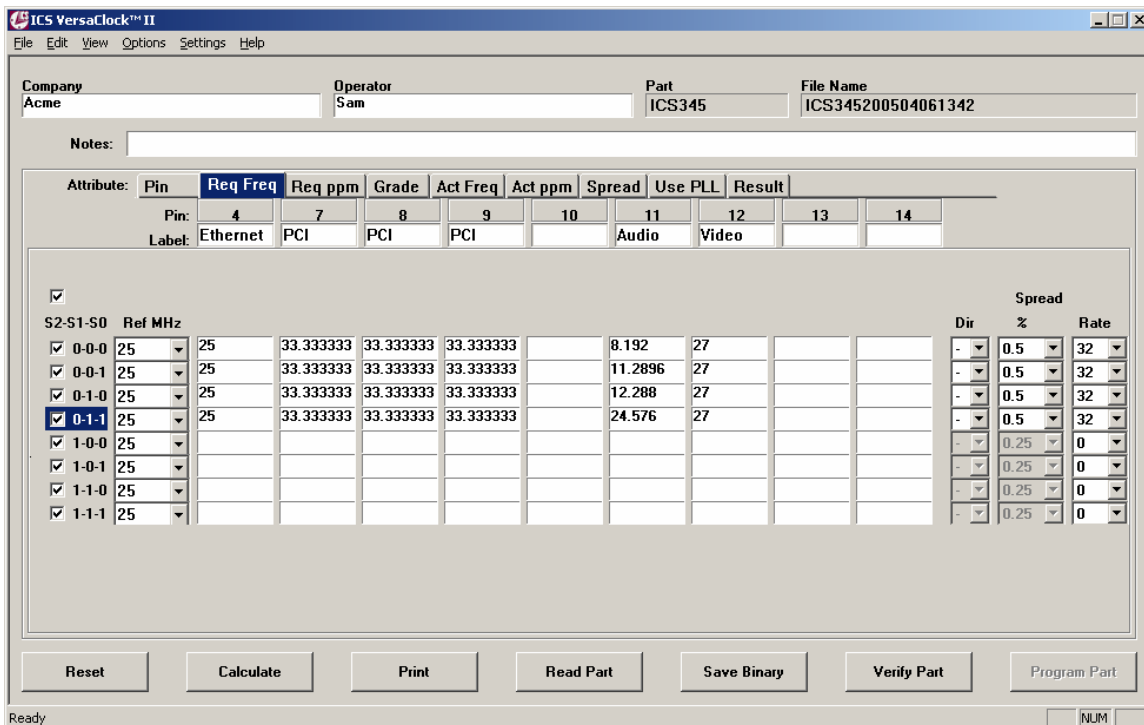 ICS VersaClock™ II
File Edit View Options Settings Help
Company Operator Part File Name
Acme Sam ICS345 ICS345200504061342
Notes:
Attribute: Pin Req Freq Req ppm Grade Act Freq Act ppm Spread Use PLL Result
Pin: 4 7 8 9 10 11 12 13 14
Label: Ethernet PCI PCI PCI Audio Video
Spread
S2-S1-S0 Ref MHz Dir % Rate
0-0-0 25 25 33.333333 33.333333 33.333333 8.192 27 - 0.5 32
0-0-1 25 25 33.333333 33.333333 33.333333 11.2896 27 - 0.5 32
0-1-0 25 25 33.333333 33.333333 33.333333 12.288 27 - 0.5 32
0-1-1 25 25 33.333333 33.333333 33.333333 24.576 27 - 0.5 32
1-0-0 25 - 0.25 0
1-0-1 25 - 0.25 0
1-1-0 25 - 0.25 0
1-1-1 25 - 0.25 0
Reset Calculate Print Read Part Save Binary Verify Part Program Part
Ready NUM